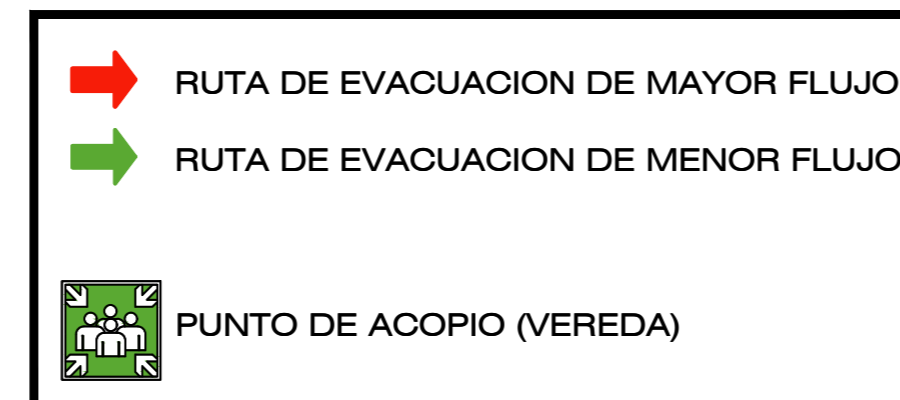 RUTA DE EVACUACION DE MAYOR FLUJO
RUTA DE EVACUACION DE MENOR FLUJO
PUNTO DE ACOPIO (VEREDA)